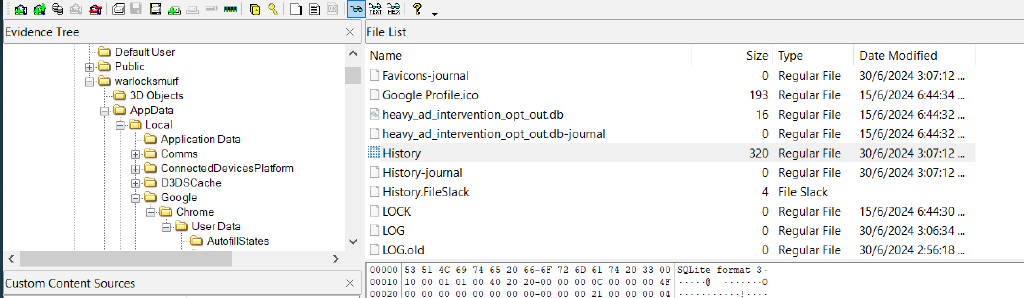 Evidence Tree
Default User
Public
warlocksmurf
3D Objects
AppData
Local
Application Data
Comms
ConnectedDevicesPlatform
D3DSCache
Google
Chrome
User Data
AutofillStates
Custom Content Sources
File List
Name Size Type Date Modified
Favicons-journal 0 Regular File 30/6/2024 3:07:12 ...
Google Profile.ico 193 Regular File 15/6/2024 6:44:34 ...
heavy_ad_intervention_opt_out.db 16 Regular File 15/6/2024 6:44:32 ...
heavy_ad_intervention_opt_out.db-journal 0 Regular File 15/6/2024 6:44:32 ...
History 320 Regular File 30/6/2024 3:07:12 ...
History-journal 0 Regular File 30/6/2024 3:07:12 ...
History.FileSlack 4 File Slack
LOCK 0 Regular File 15/6/2024 6:44:30 ...
LOG 0 Regular File 30/6/2024 3:06:34 ...
LOG.old 0 Regular File 30/6/2024 2:56:18 ...
00000 53 51 4C 69 74 65 20 66-6F 72 6D 61 74 20 33 00 SQLite format 3·
00010 10 00 01 01 00 40 20 20-00 00 00 0C 00 00 00 4F ·····@ ·······O
00020 00 00 00 00 00 00 00 00-00 00 00 21 00 00 00 04 ···········!····